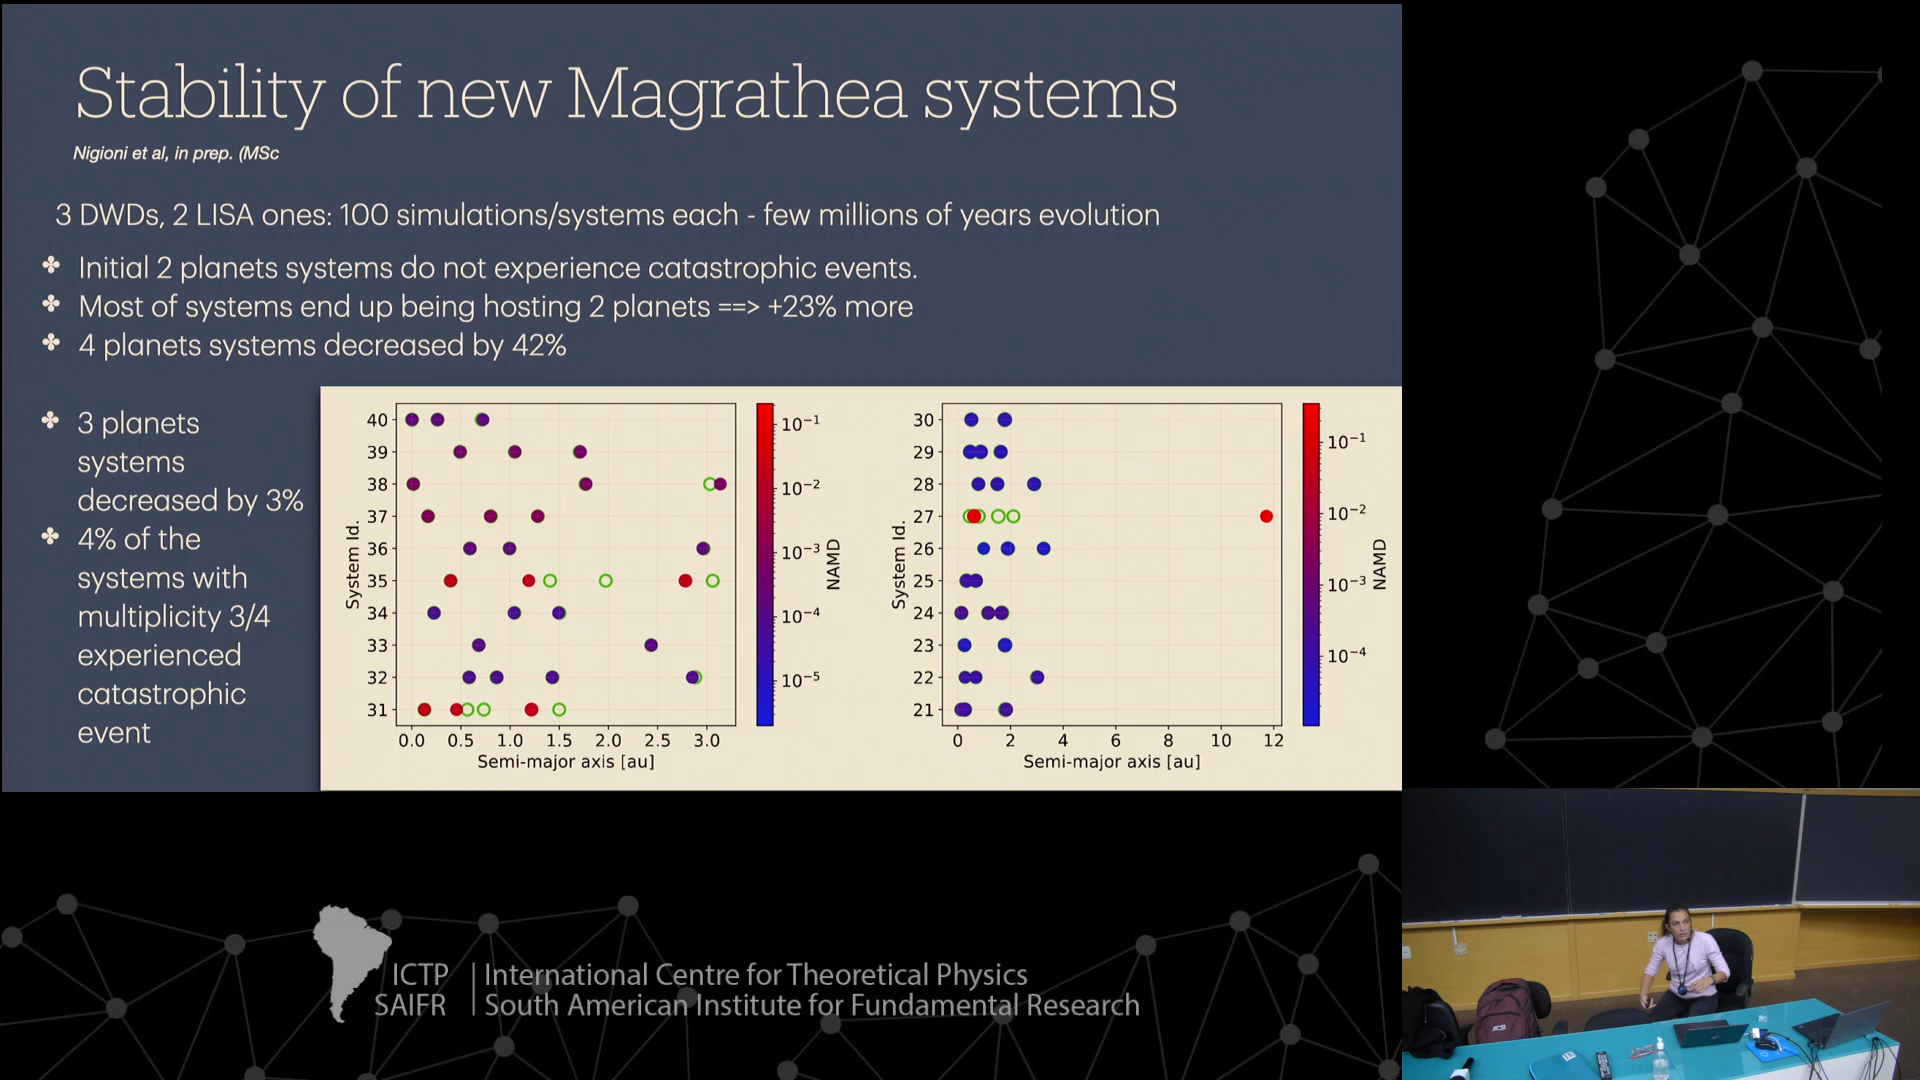 Stability of new Magrathea systems
Nigioni et al, in prep. (MSc
3 DWDs, 2 LISA ones: 100 simulations/systems each - few millions of years evolution
Initial 2 planets systems do not experience catastrophic events.
Most of systems end up being hosting 2 planets ==> +23% more
4 planets systems decreased by 42%
3 planets
systems
decreased by 3%
4% of the
systems with
multiplicity 3/4
experienced
catastrophic
event
System Id.
40
39
38
37
36
35
34
33
32
31
0.0 0.5 1.0 1.5 2.0 2.5 3.0
Semi-major axis [au]
10⁻¹
10⁻²
10⁻³
10⁻⁴
10⁻⁵
NAMD
System Id.
30
29
28
27
26
25
24
23
22
21
0 2 4 6 8 10 12
Semi-major axis [au]
10⁻¹
10⁻²
10⁻³
10⁻⁴
NAMD
ICTP
SAIFR
International Centre for Theoretical Physics
South American Institute for Fundamental Research